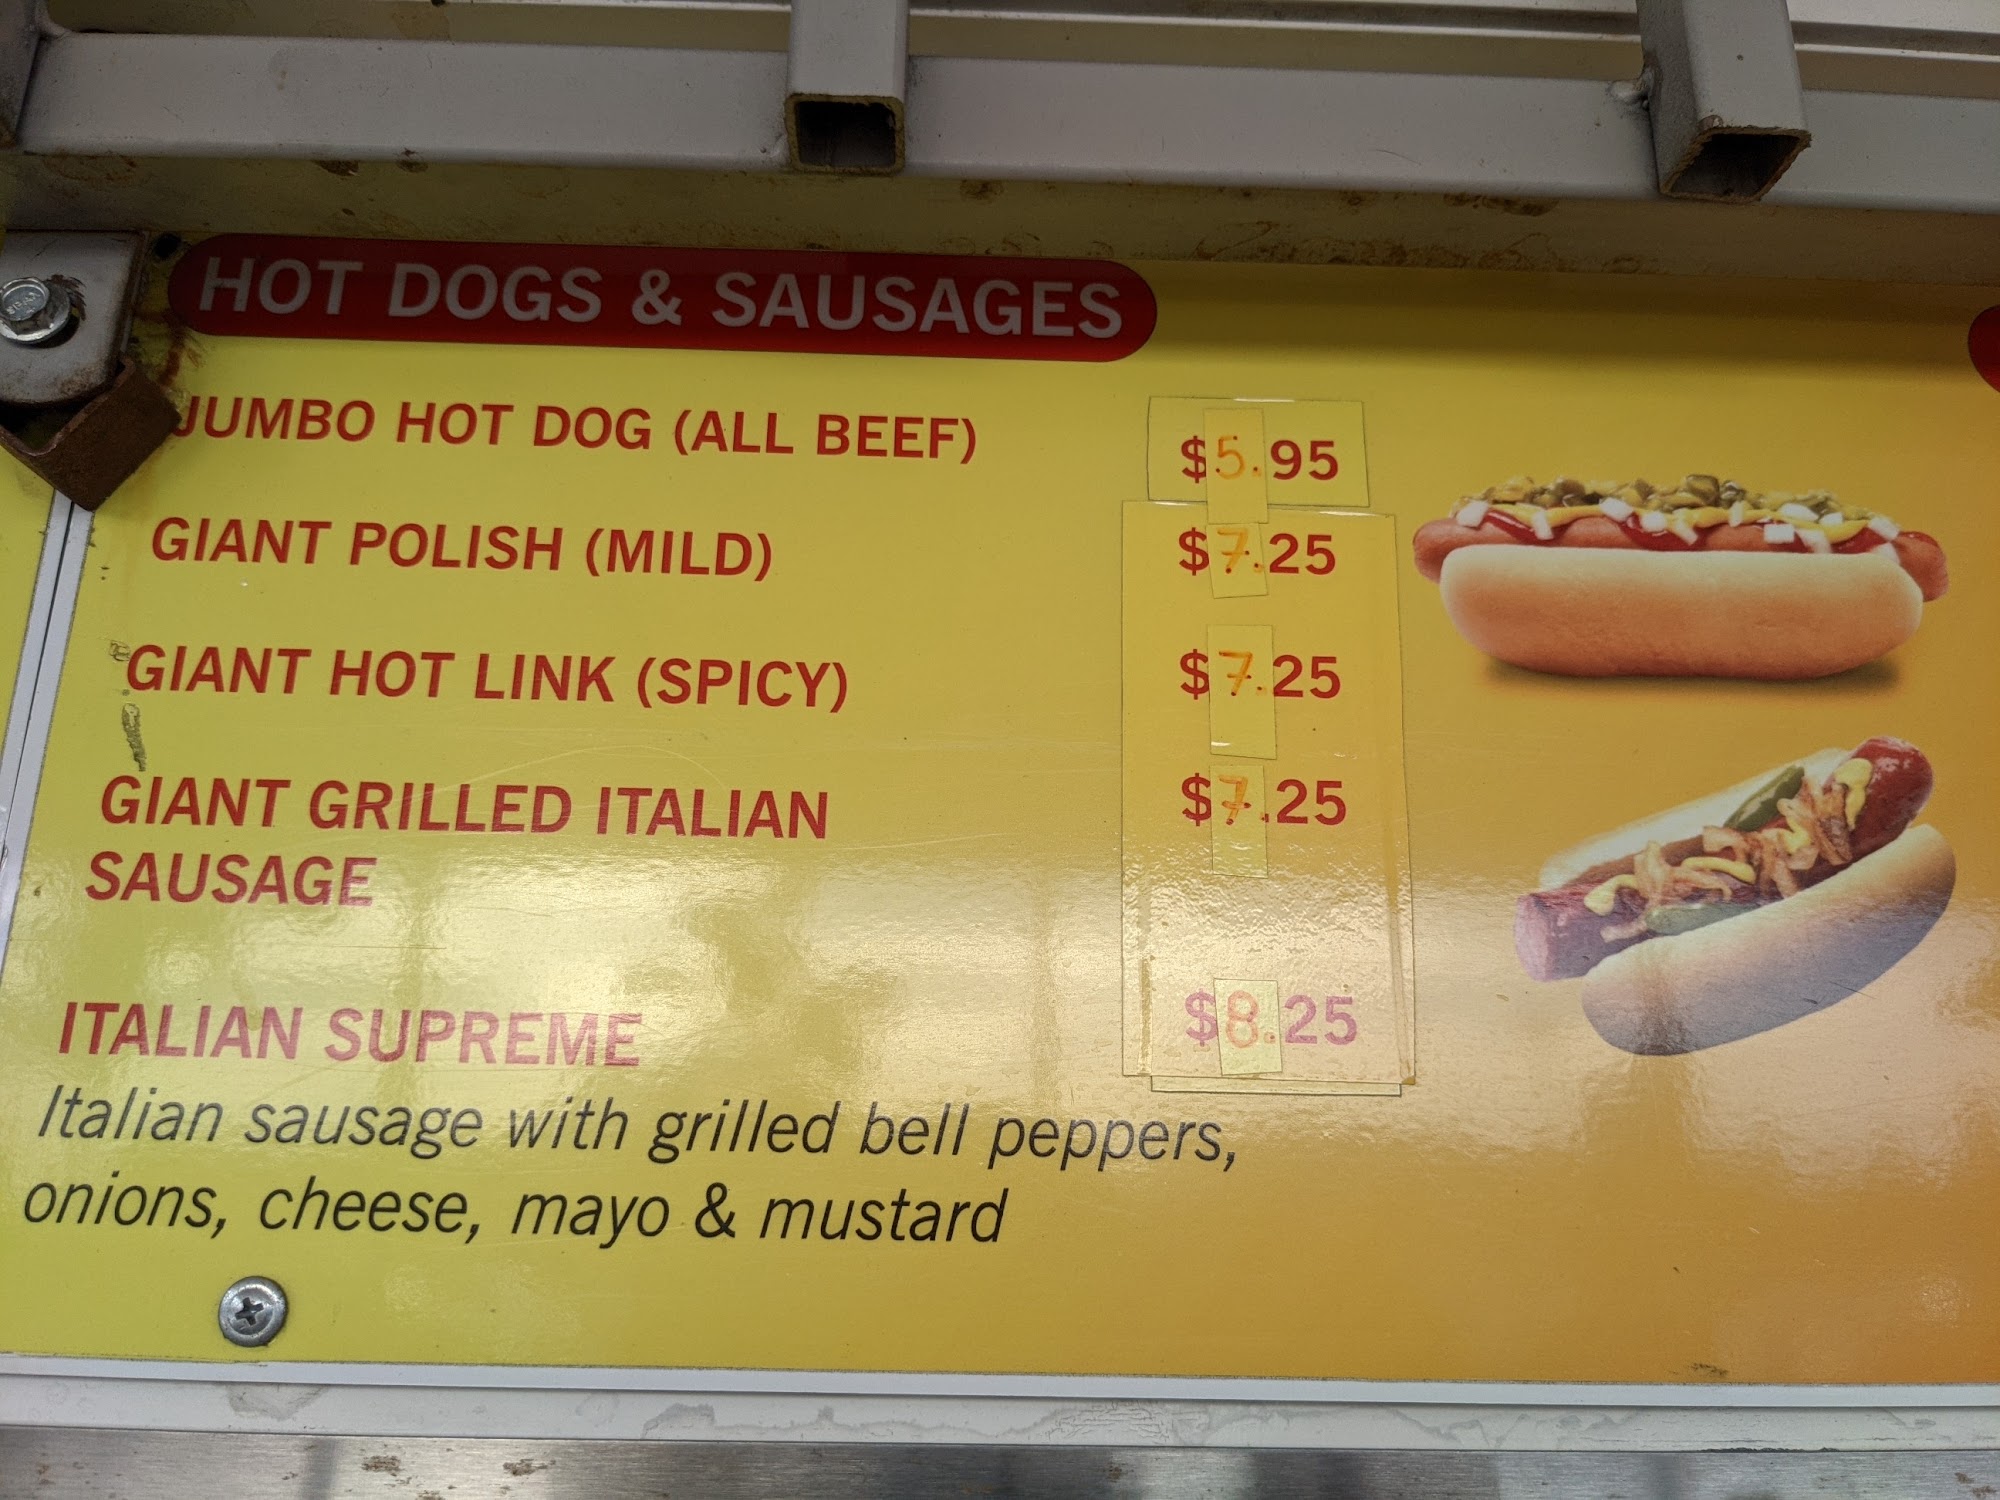 HOT DOGS & SAUSAGES
JUMBO HOT DOG (ALL BEEF) $5.95
GIANT POLISH (MILD) $7.25
GIANT HOT LINK (SPICY) $7.25
GIANT GRILLED ITALIAN $7.25
SAUSAGE
ITALIAN SUPREME $8.25
Italian sausage with grilled bell peppers,
onions, cheese, mayo & mustard